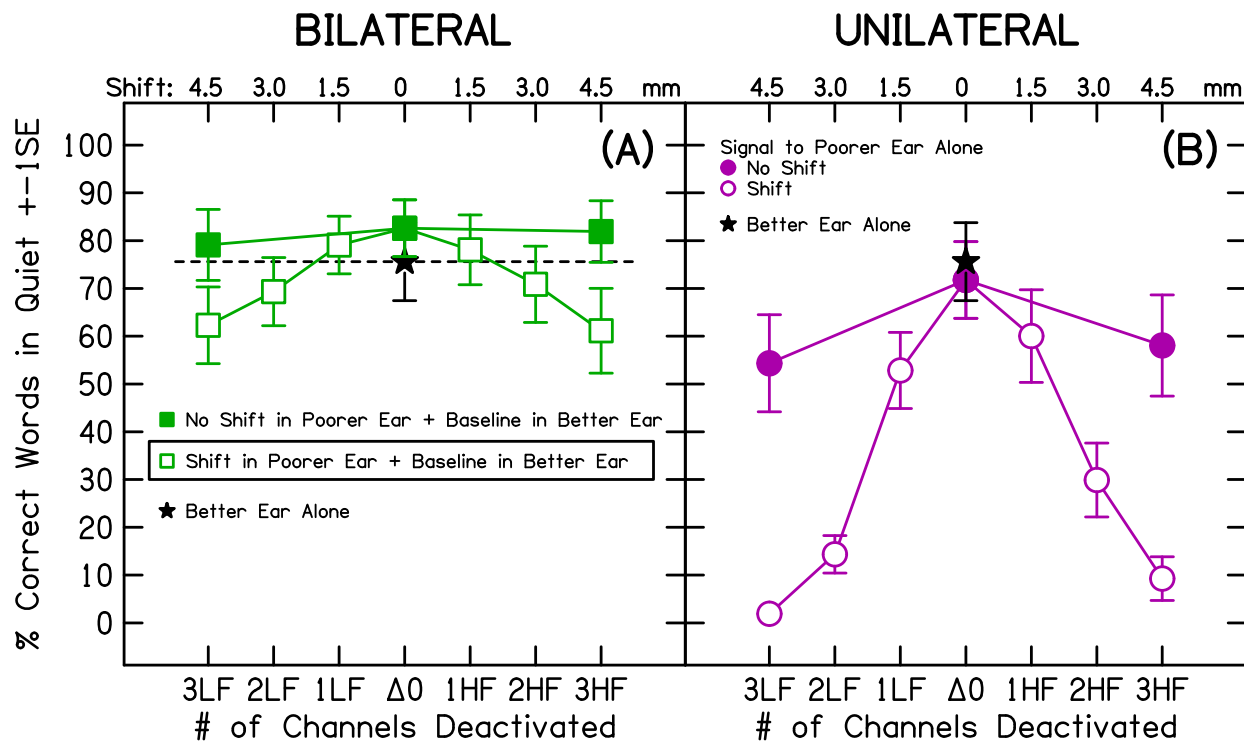 BILATERAL
UNILATERAL
Shift: 4.5 3.0 1.5 0 1.5 3.0 4.5 mm
4.5 3.0 1.5 0 1.5 3.0 4.5 mm
% Correct Words in Quiet +-1SE
100
90
80
70
60
50
40
30
20
10
0
(A)
No Shift in Poorer Ear + Baseline in Better Ear
Shift in Poorer Ear + Baseline in Better Ear
Better Ear Alone
(B)
Signal to Poorer Ear Alone
No Shift
Shift
Better Ear Alone
3LF 2LF 1LF Δ0 1HF 2HF 3HF
# of Channels Deactivated
3LF 2LF 1LF Δ0 1HF 2HF 3HF
# of Channels Deactivated